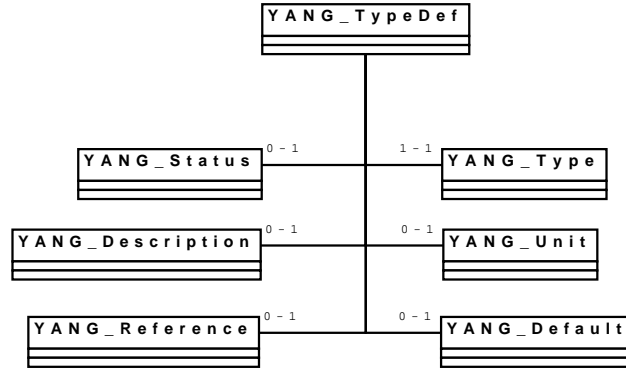 YANG_TypeDef
0-1
1-1
YANG_Status
YANG_Type
0-1
0-1
YANG_Description
YANG_Unit
0-1
0-1
YANG_Reference
YANG_Default